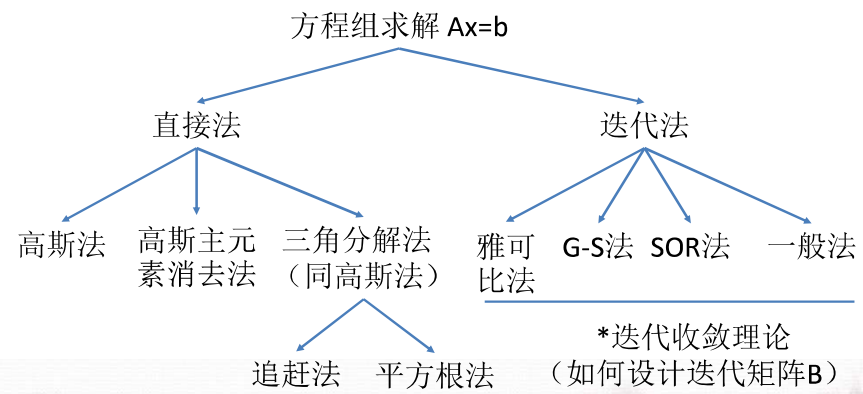 方程组求解 Ax=b
直接法
迭代法
高斯法
高斯主元
素消去法
三角分解法
（同高斯法）
雅可
比法
G-S法
SOR法
一般法
追赶法
平方根法
*迭代收敛理论
（如何设计迭代矩阵B）